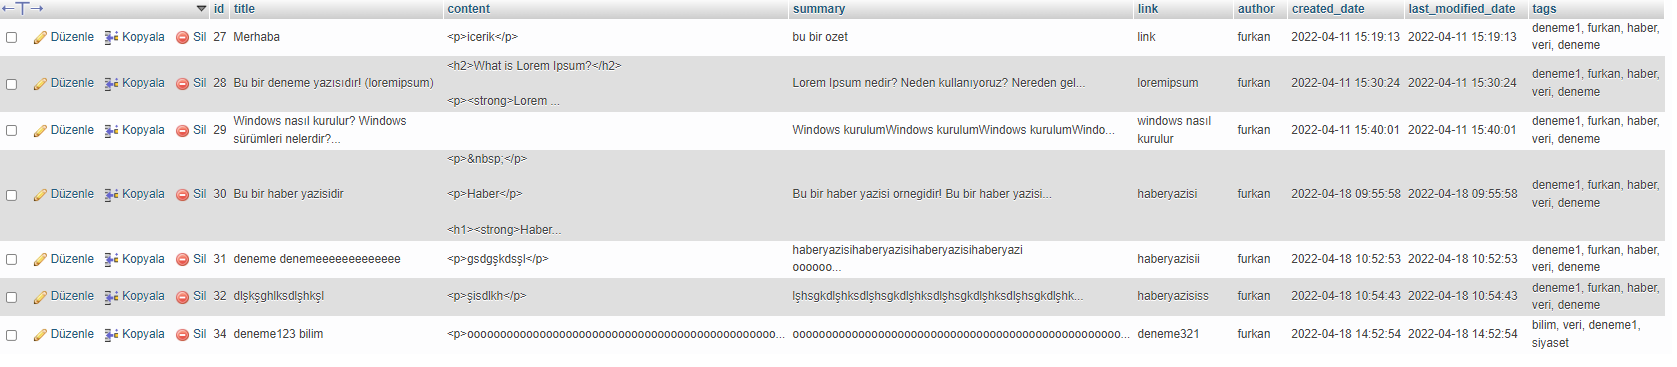 id title content summary link author created_date last_modified_date tags
Düzenle Kopyala Sil 27 Merhaba <p>icerik</p> bu bir ozet link furkan 2022-04-11 15:19:13 2022-04-11 15:19:13 deneme1, furkan, haber,
veri, deneme
<h2>What is Lorem Ipsum?</h2>
Düzenle Kopyala Sil 28 Bu bir deneme yazısıdır! (loremipsum) Lorem Ipsum nedir? Neden kullanıyoruz? Nereden gel... loremipsum furkan 2022-04-11 15:30:24 2022-04-11 15:30:24 deneme1, furkan, haber,
veri, deneme
<p><strong>Lorem ...
Düzenle Kopyala Sil 29 Windows nasıl kurulur? Windows
sürümleri nelerdir?... Windows kurulumWindows kurulumWindows kurulumWindo... windows nasıl
kurulur furkan 2022-04-11 15:40:01 2022-04-11 15:40:01 deneme1, furkan, haber,
veri, deneme
<p>&nbsp;</p>
Düzenle Kopyala Sil 30 Bu bir haber yazisidir <p>Haber</p> Bu bir haber yazisi ornegidir! Bu bir haber yazisi... haberyazisi furkan 2022-04-18 09:55:58 2022-04-18 09:55:58 deneme1, furkan, haber,
veri, deneme
<h1><strong>Haber...
Düzenle Kopyala Sil 31 deneme denemeeeeeeeeeeeee <p>gsdgşkdsşl</p> haberyazisihaberyazisihaberyazisihaberyazi
oooooo... haberyazisii furkan 2022-04-18 10:52:53 2022-04-18 10:52:53 deneme1, furkan, haber,
veri, deneme
Düzenle Kopyala Sil 32 dlşkşghlksdlşhkşl <p>şisdlkh</p> lşhsgkdlşhksdlşhsgkdlşhksdlşhsgkdlşhksdlşhsgkdlşhk... haberyazisiss furkan 2022-04-18 10:54:43 2022-04-18 10:54:43 deneme1, furkan, haber,
veri, deneme
Düzenle Kopyala Sil 34 deneme123 bilim <p>ooooooooooooooooooooooooooooooooooooooooooooooo... oooooooooooooooooooooooooooooooooooooooooooooooooo... deneme321 furkan 2022-04-18 14:52:54 2022-04-18 14:52:54 bilim, veri, deneme1,
siyaset